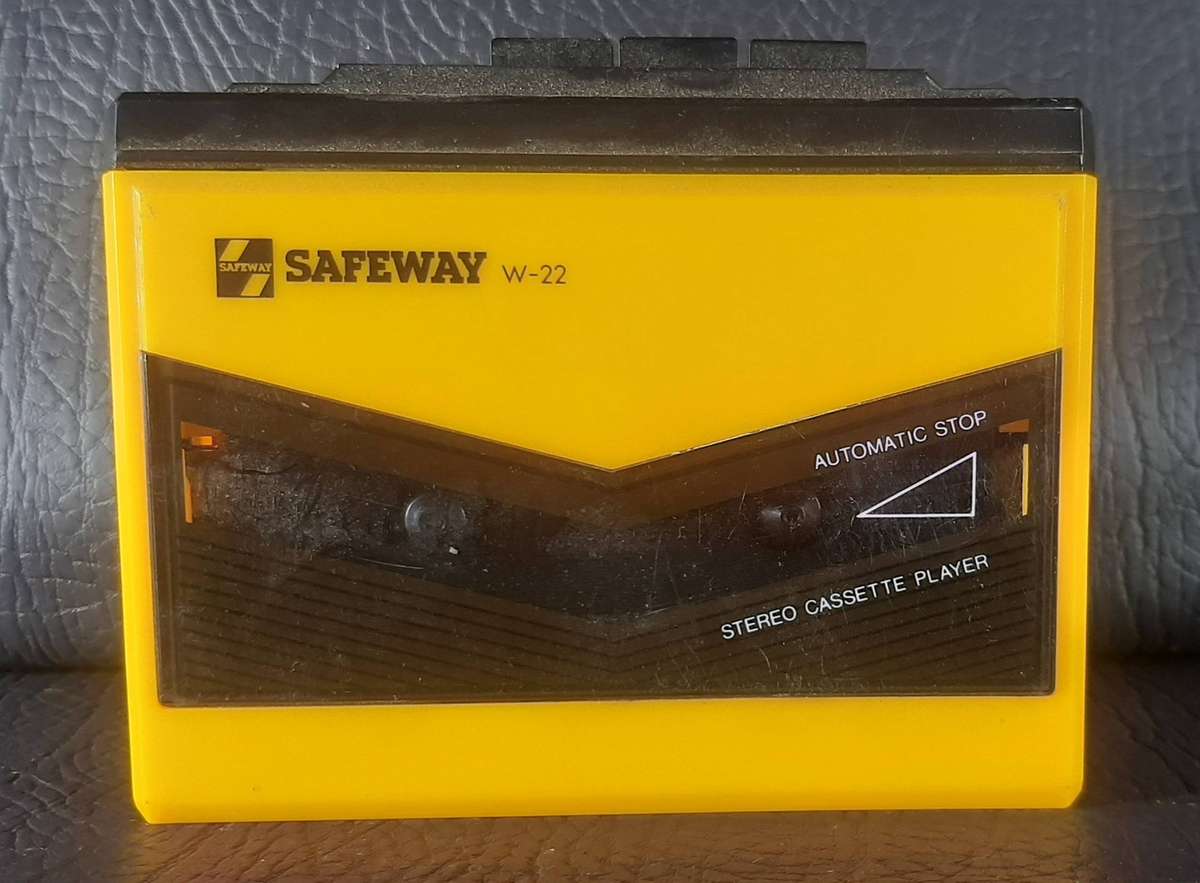 SAFEWAY SAFEWAY W-22
AUTOMATIC STOP
STEREO CASSETTE PLAYER